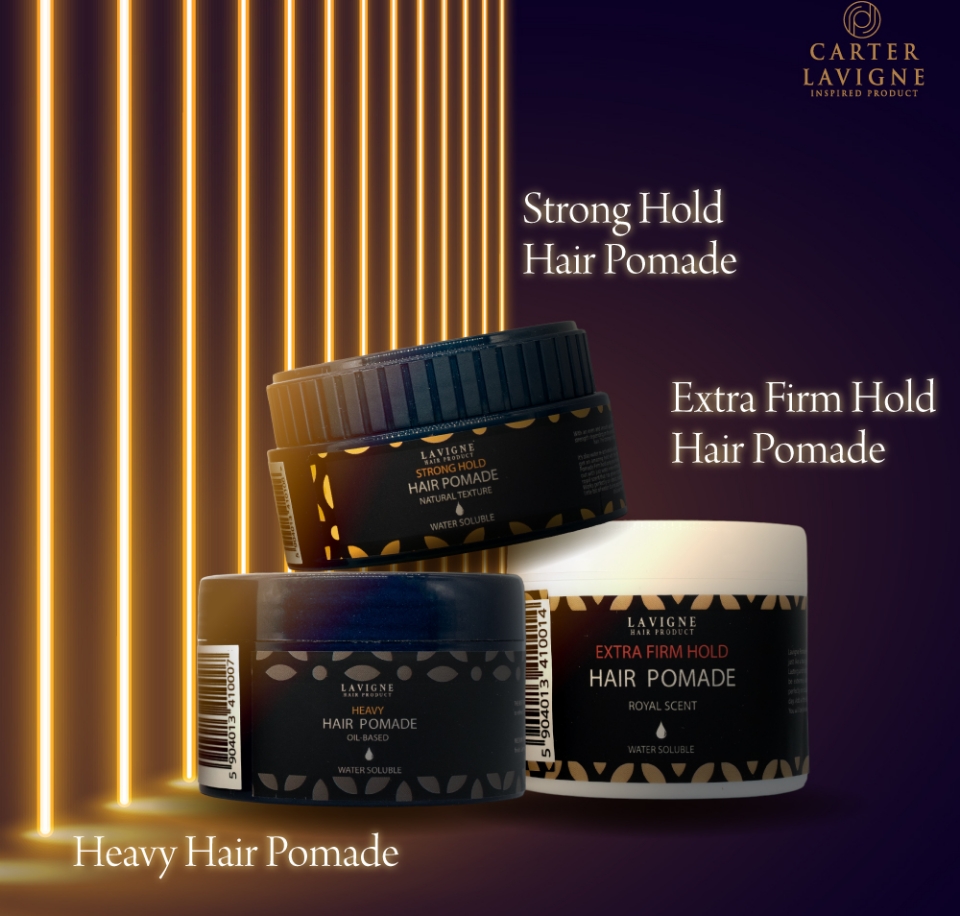 CARTER
LAVIGNE
INSPIRED PRODUCT
Strong Hold
Hair Pomade
Extra Firm Hold
Hair Pomade
LAVIGNE
HAIR PRODUCT
STRONG HOLD
HAIR POMADE
NATURAL TEXTURE
WATER SOLUBLE
LAVIGNE
HAIR PRODUCT
EXTRA FIRM HOLD
HAIR POMADE
ROYAL SCENT
WATER SOLUBLE
5 904013 410014
LAVIGNE
HAIR PRODUCT
HEAVY
HAIR POMADE
OIL-BASED
WATER SOLUBLE
5 904013 410007
Heavy Hair Pomade